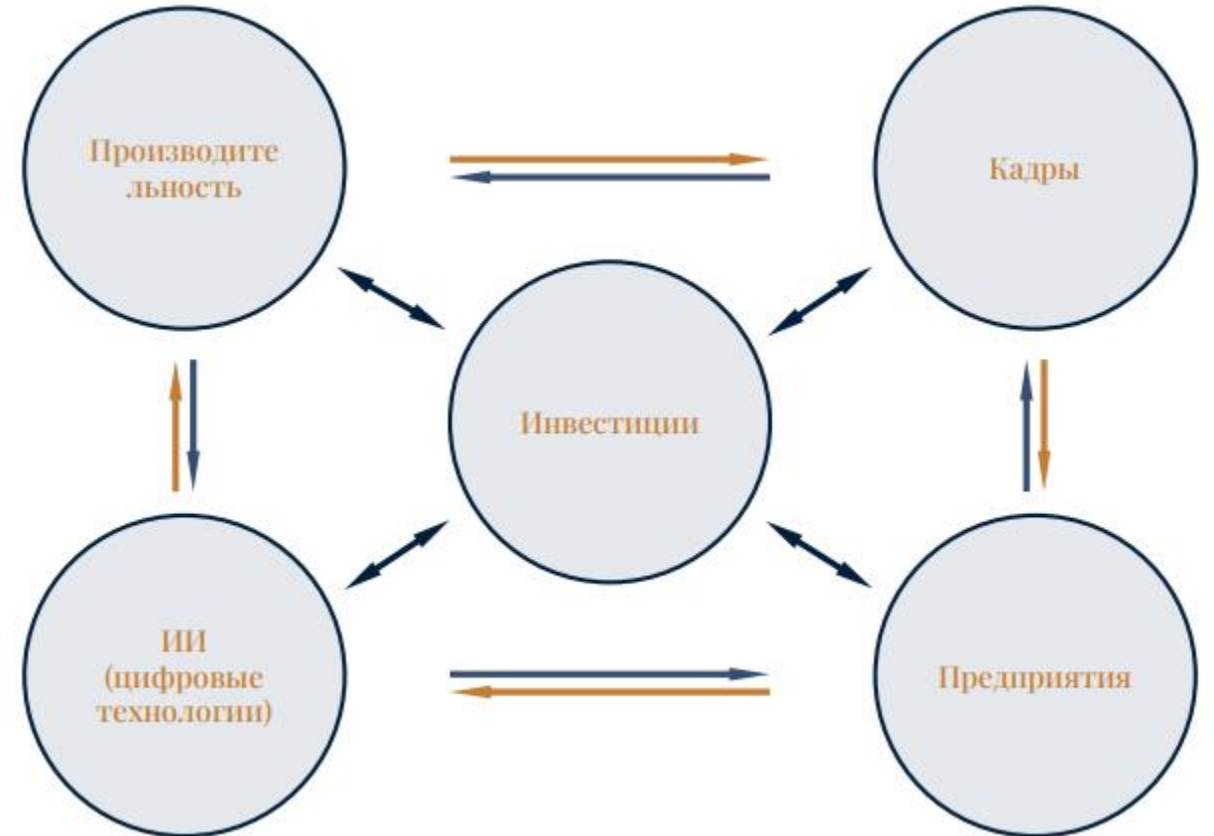 Производите
льность
Кадры
Инвестиции
ИИ
(цифровые
технологии)
Предприятия